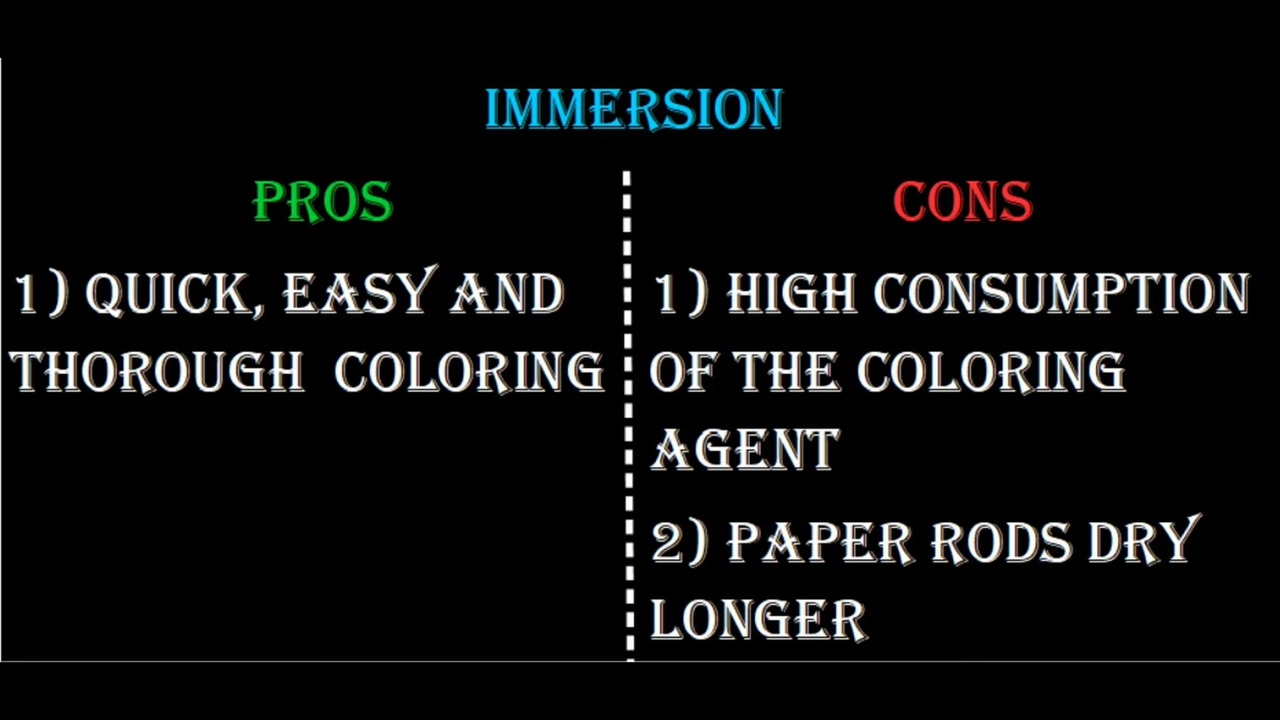 IMMERSION
PROS
1) QUICK, EASY AND
THOROUGH COLORING
CONS
1) HIGH CONSUMPTION
OF THE COLORING
AGENT
2) PAPER RODS DRY
LONGER